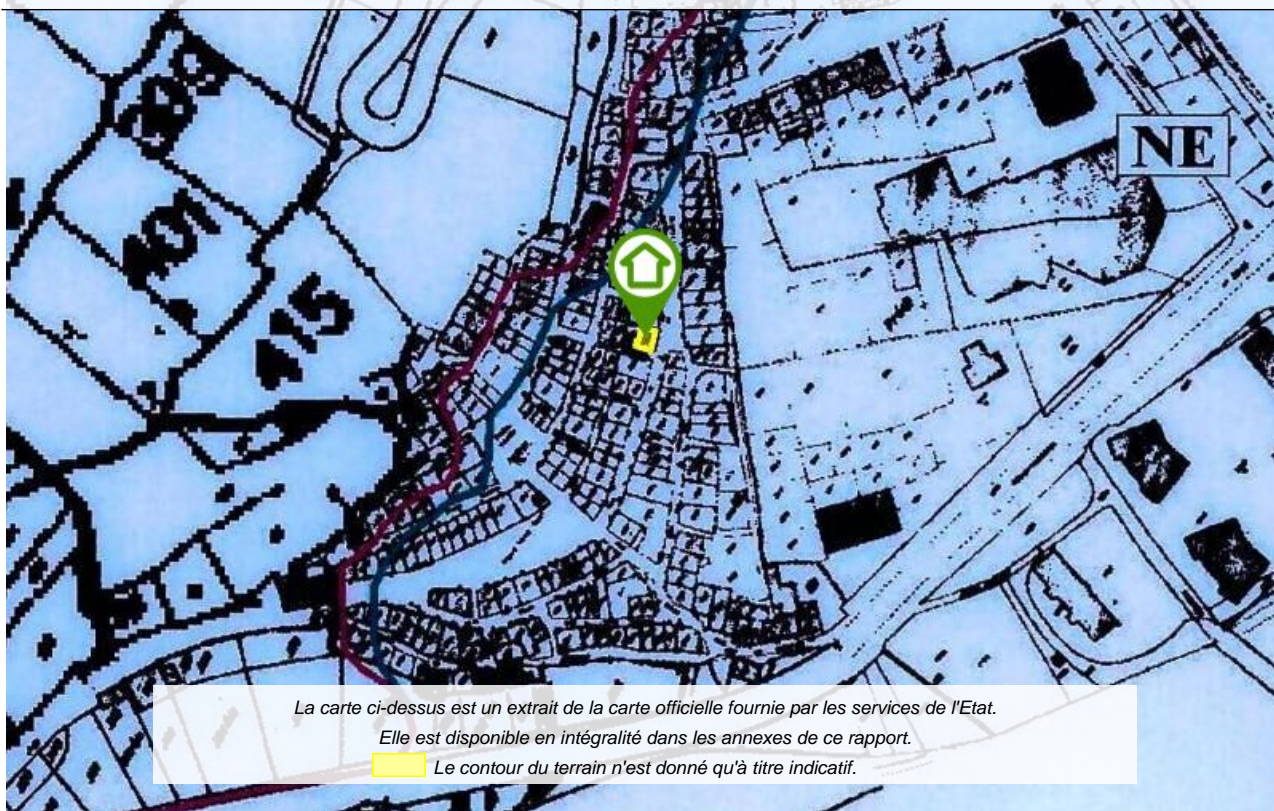 NE
415
La carte ci-dessus est un extrait de la carte officielle fournie par les services de l'Etat.
Elle est disponible en intégralité dans les annexes de ce rapport.
Le contour du terrain n'est donné qu'à titre indicatif.